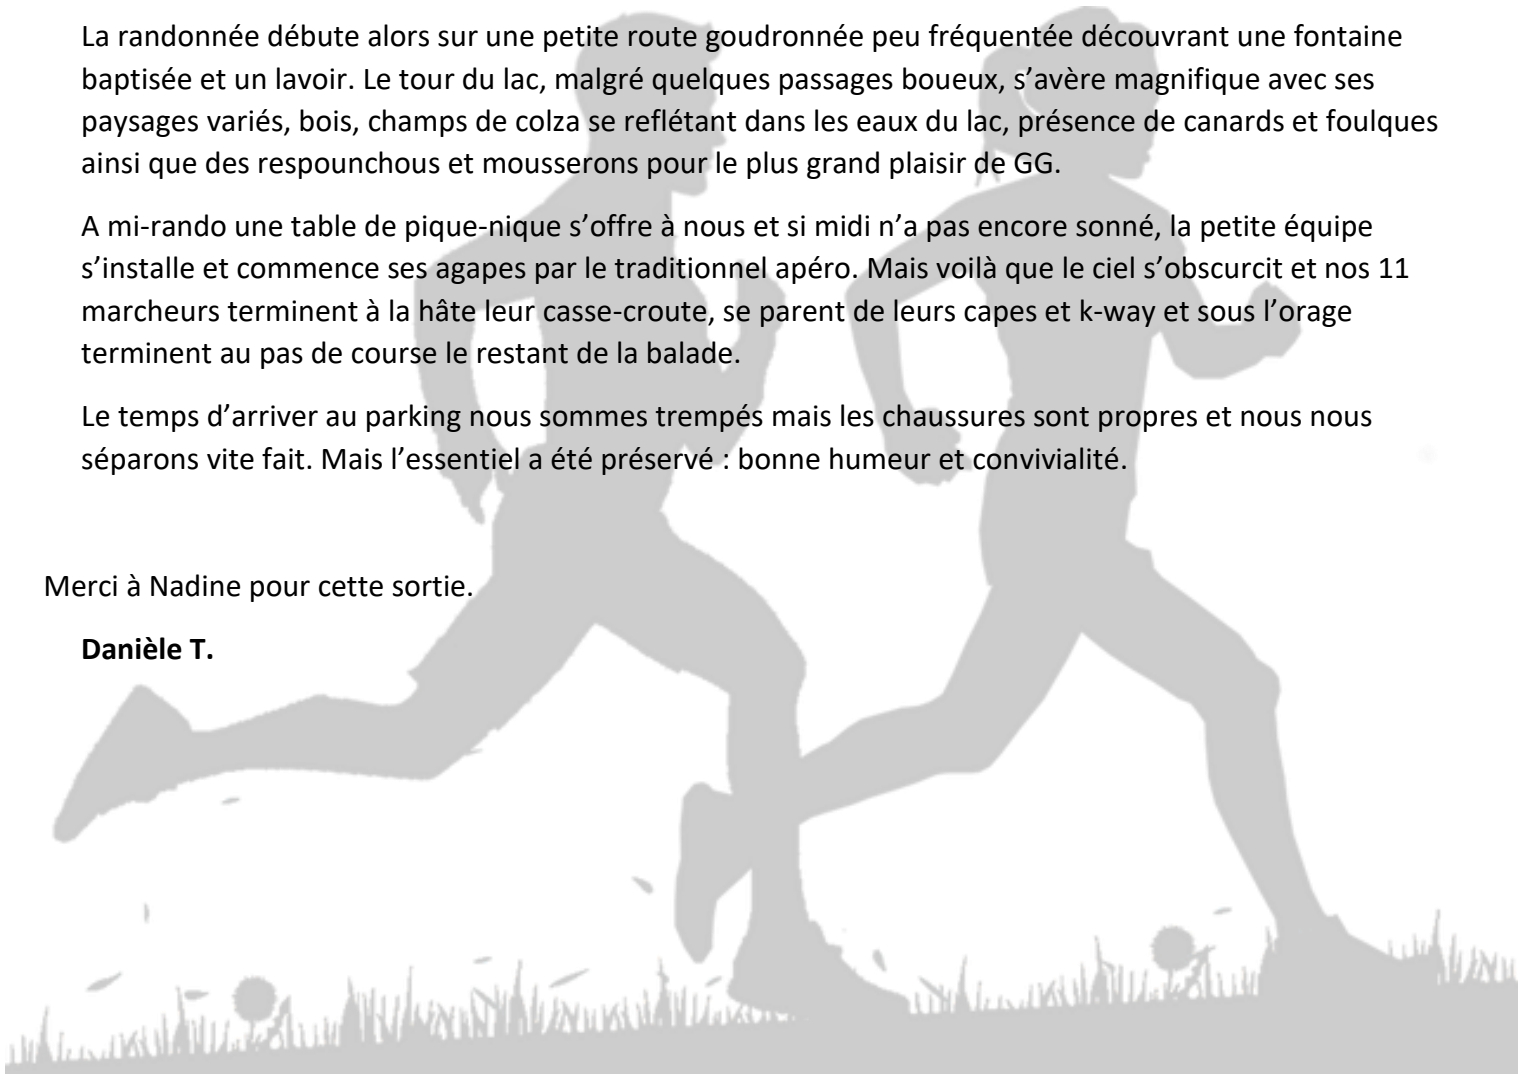 La randonnée débute alors sur une petite route goudronnée peu fréquentée découvrant une fontaine
baptisée et un lavoir. Le tour du lac, malgré quelques passages boueux, s’avère magnifique avec ses
paysages variés, bois, champs de colza se reflétant dans les eaux du lac, présence de canards et foulques
ainsi que des respounchous et mousserons pour le plus grand plaisir de GG.
A mi-rando une table de pique-nique s’offre à nous et si midi n’a pas encore sonné, la petite équipe
s’installe et commence ses agapes par le traditionnel apéro. Mais voilà que le ciel s’obscurcit et nos 11
marcheurs terminent à la hâte leur casse-croute, se parent de leurs capes et k-way et sous l’orage
terminent au pas de course le restant de la balade.
Le temps d’arriver au parking nous sommes trempés mais les chaussures sont propres et nous nous
séparons vite fait. Mais l’essentiel a été préservé : bonne humeur et convivialité.
Merci à Nadine pour cette sortie.
Danièle T.